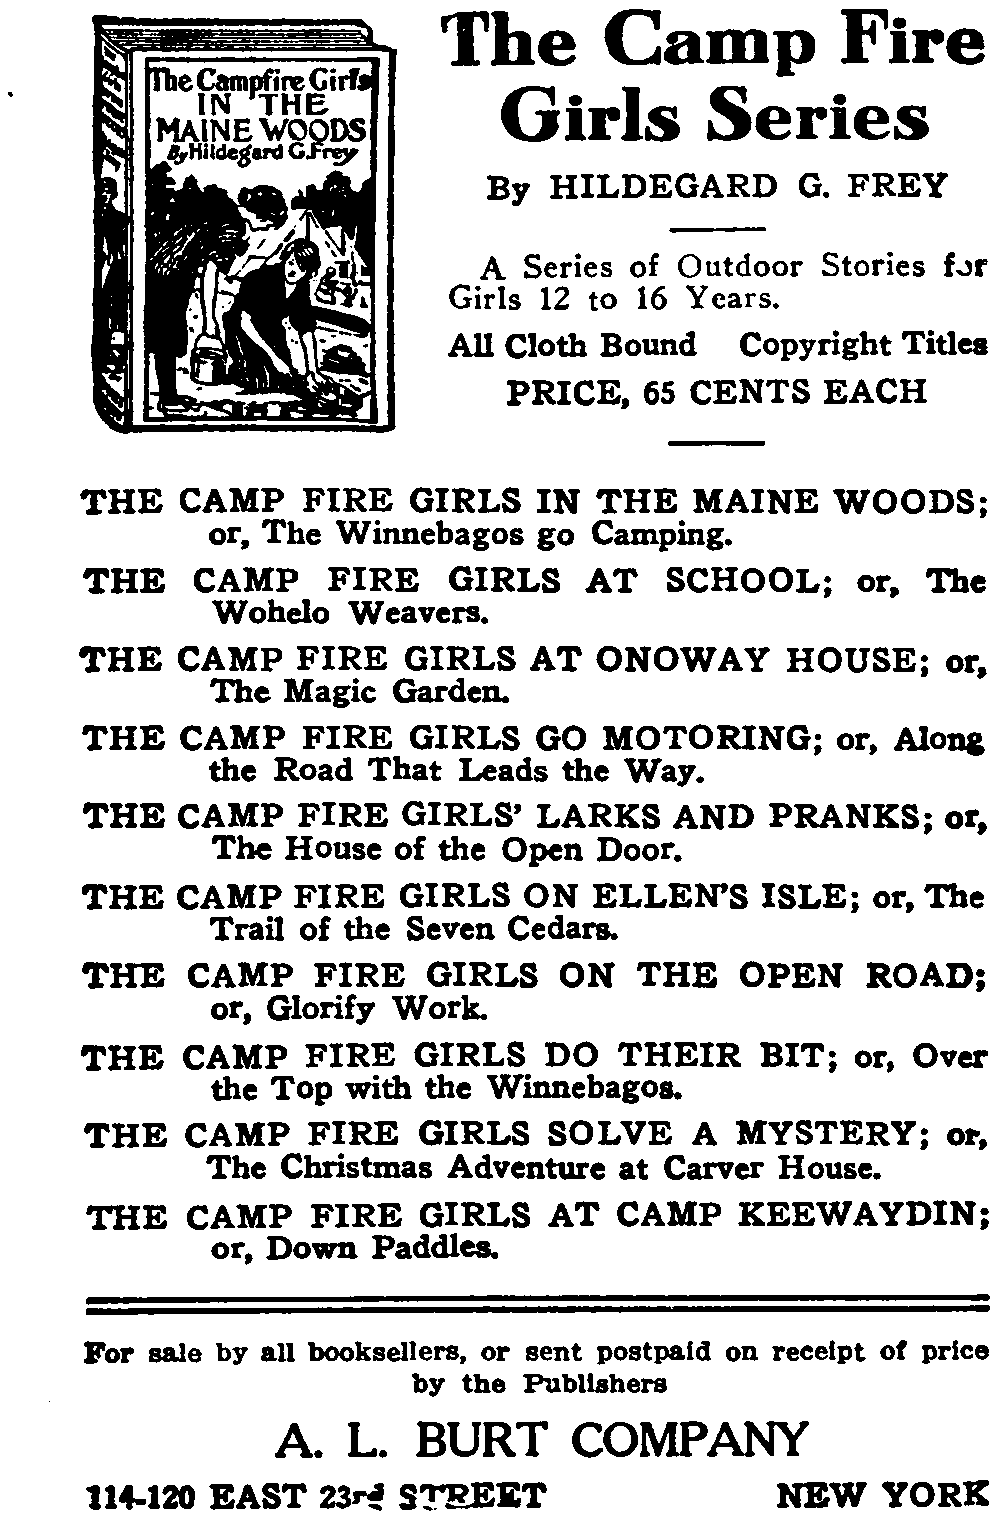 The Campfire Girls
IN THE
MAINE WOODS
By Hildegard G. Frey
The Camp Fire
Girls Series
By HILDEGARD G. FREY
A Series of Outdoor Stories for
Girls 12 to 16 Years.
All Cloth Bound Copyright Titles
PRICE, 65 CENTS EACH
THE CAMP FIRE GIRLS IN THE MAINE WOODS;
or, The Winnebagos go Camping.
THE CAMP FIRE GIRLS AT SCHOOL; or, The
Wohelo Weavers.
THE CAMP FIRE GIRLS AT ONOWAY HOUSE; or,
The Magic Garden.
THE CAMP FIRE GIRLS GO MOTORING; or, Along
the Road That Leads the Way.
THE CAMP FIRE GIRLS' LARKS AND PRANKS; or,
The House of the Open Door.
THE CAMP FIRE GIRLS ON ELLEN'S ISLE; or, The
Trail of the Seven Cedars.
THE CAMP FIRE GIRLS ON THE OPEN ROAD;
or, Glorify Work.
THE CAMP FIRE GIRLS DO THEIR BIT; or, Over
the Top with the Winnebagos.
THE CAMP FIRE GIRLS SOLVE A MYSTERY; or,
The Christmas Adventure at Carver House.
THE CAMP FIRE GIRLS AT CAMP KEEWAYDIN;
or, Down Paddles.
For sale by all booksellers, or sent postpaid on receipt of price
by the Publishers
A. L. BURT COMPANY
114-120 EAST 23rd STREET NEW YORK